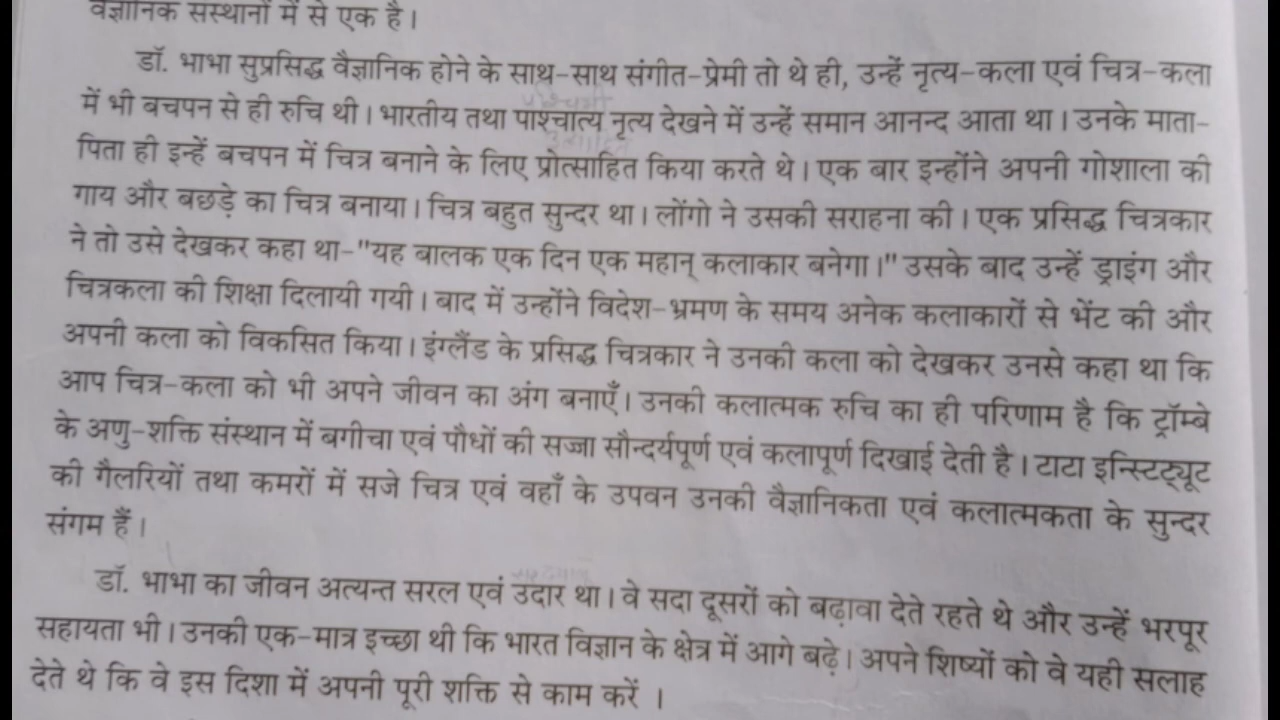 वैज्ञानिक संस्थानों में से एक है।
डॉ. भाभा सुप्रसिद्ध वैज्ञानिक होने के साथ-साथ संगीत-प्रेमी तो थे ही, उन्हें नृत्य-कला एवं चित्र-कला
में भी बचपन से ही रुचि थी। भारतीय तथा पाश्चात्य नृत्य देखने में उन्हें समान आनन्द आता था। उनके माता-
पिता ही इन्हें बचपन में चित्र बनाने के लिए प्रोत्साहित किया करते थे। एक बार इन्होंने अपनी गोशाला की
गाय और बछड़े का चित्र बनाया। चित्र बहुत सुन्दर था। लोंगो ने उसकी सराहना की। एक प्रसिद्ध चित्रकार
ने तो उसे देखकर कहा था-"यह बालक एक दिन एक महान् कलाकार बनेगा।" उसके बाद उन्हें ड्राइंग और
चित्रकला की शिक्षा दिलायी गयी। बाद में उन्होंने विदेश-भ्रमण के समय अनेक कलाकारों से भेंट की और
अपनी कला को विकसित किया। इंग्लैंड के प्रसिद्ध चित्रकार ने उनकी कला को देखकर उनसे कहा था कि
आप चित्र-कला को भी अपने जीवन का अंग बनाएँ। उनकी कलात्मक रुचि का ही परिणाम है कि ट्रॉम्बे
के अणु-शक्ति संस्थान में बगीचा एवं पौधों की सज्जा सौन्दर्यपूर्ण एवं कलापूर्ण दिखाई देती है। टाटा इन्स्टिट्यूट
की गैलरियों तथा कमरों में सजे चित्र एवं वहाँ के उपवन उनकी वैज्ञानिकता एवं कलात्मकता के सुन्दर
संगम हैं।
डॉ. भाभा का जीवन अत्यन्त सरल एवं उदार था। वे सदा दूसरों को बढ़ावा देते रहते थे और उन्हें भरपूर
सहायता भी। उनकी एक-मात्र इच्छा थी कि भारत विज्ञान के क्षेत्र में आगे बढ़े। अपने शिष्यों को वे यही सलाह
देते थे कि वे इस दिशा में अपनी पूरी शक्ति से काम करें ।